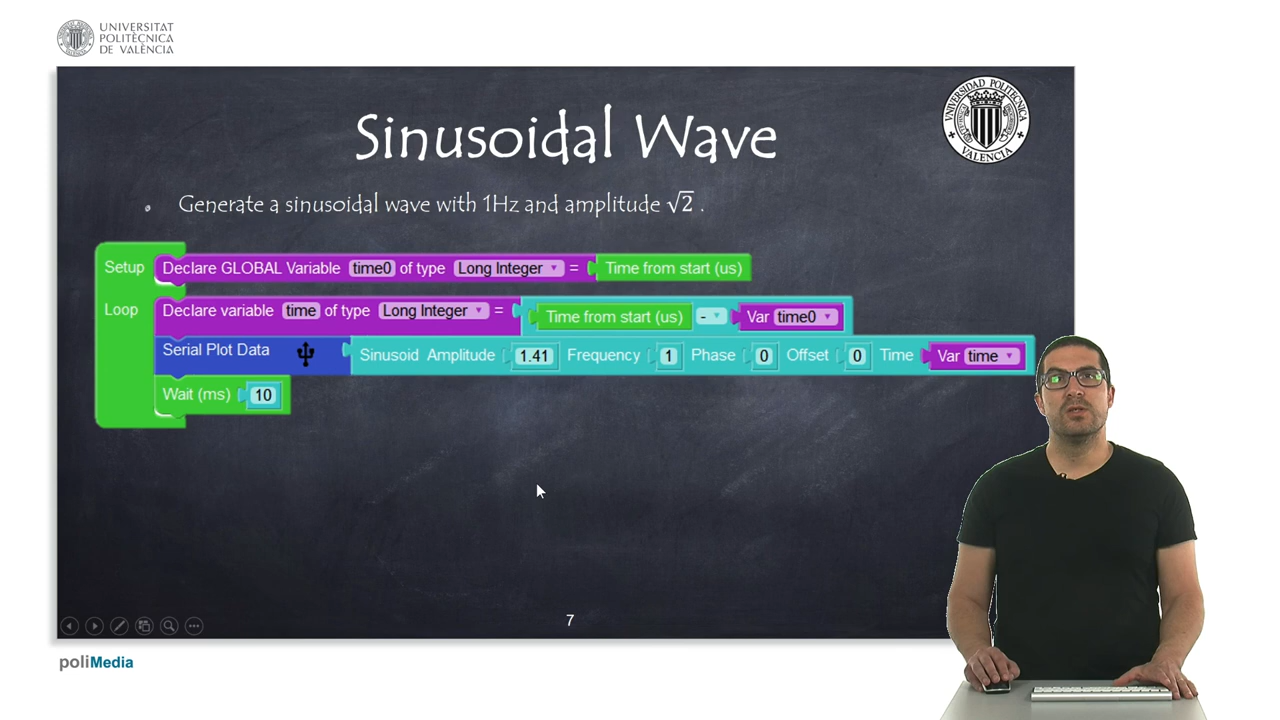 UNIVERSITAT
POLITÈCNICA
DE VALÈNCIA
UNIVERSIDAD POLITECNICA
VALENCIA
Sinusoidal Wave
Generate a sinusoidal wave with 1Hz and amplitude √2 .
Setup Declare GLOBAL Variable time0 of type Long Integer = Time from start (us)
Loop Declare variable time of type Long Integer = Time from start (us) - Var time0
Serial Plot Data Sinusoid Amplitude 1.41 Frequency 1 Phase 0 Offset 0 Time Var time
Wait (ms) 10
7
poliMedia